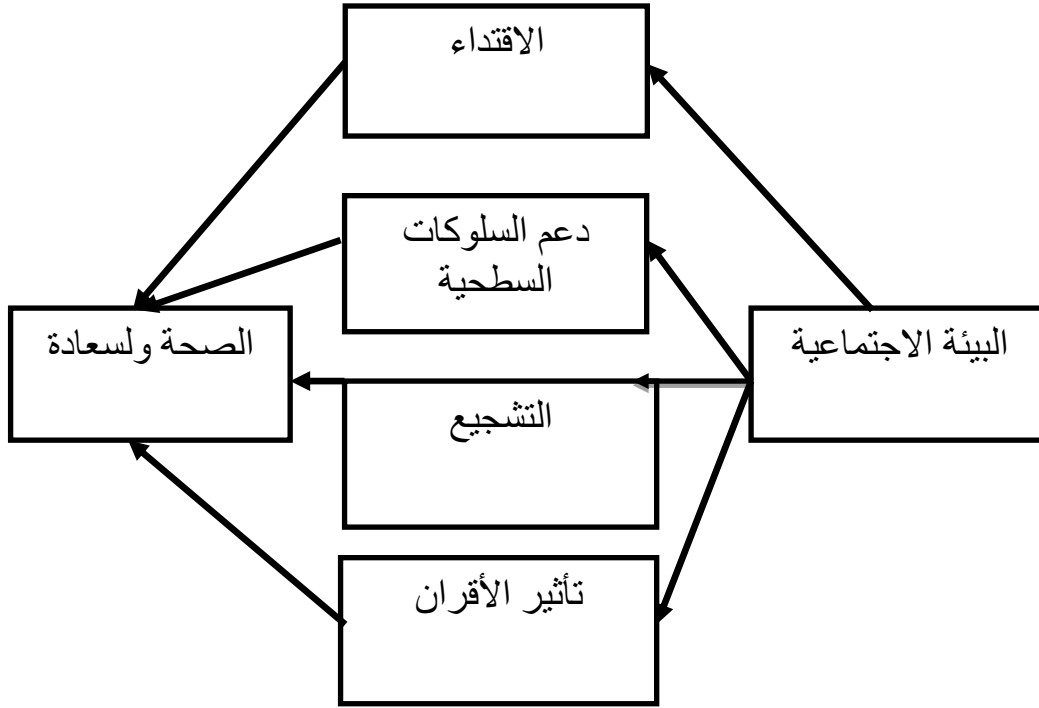 الاقتداء
دعم السلوكات
السطحية
البيئة الاجتماعية
الصحة ولسعادة
التشجيع
تأثير الأقران